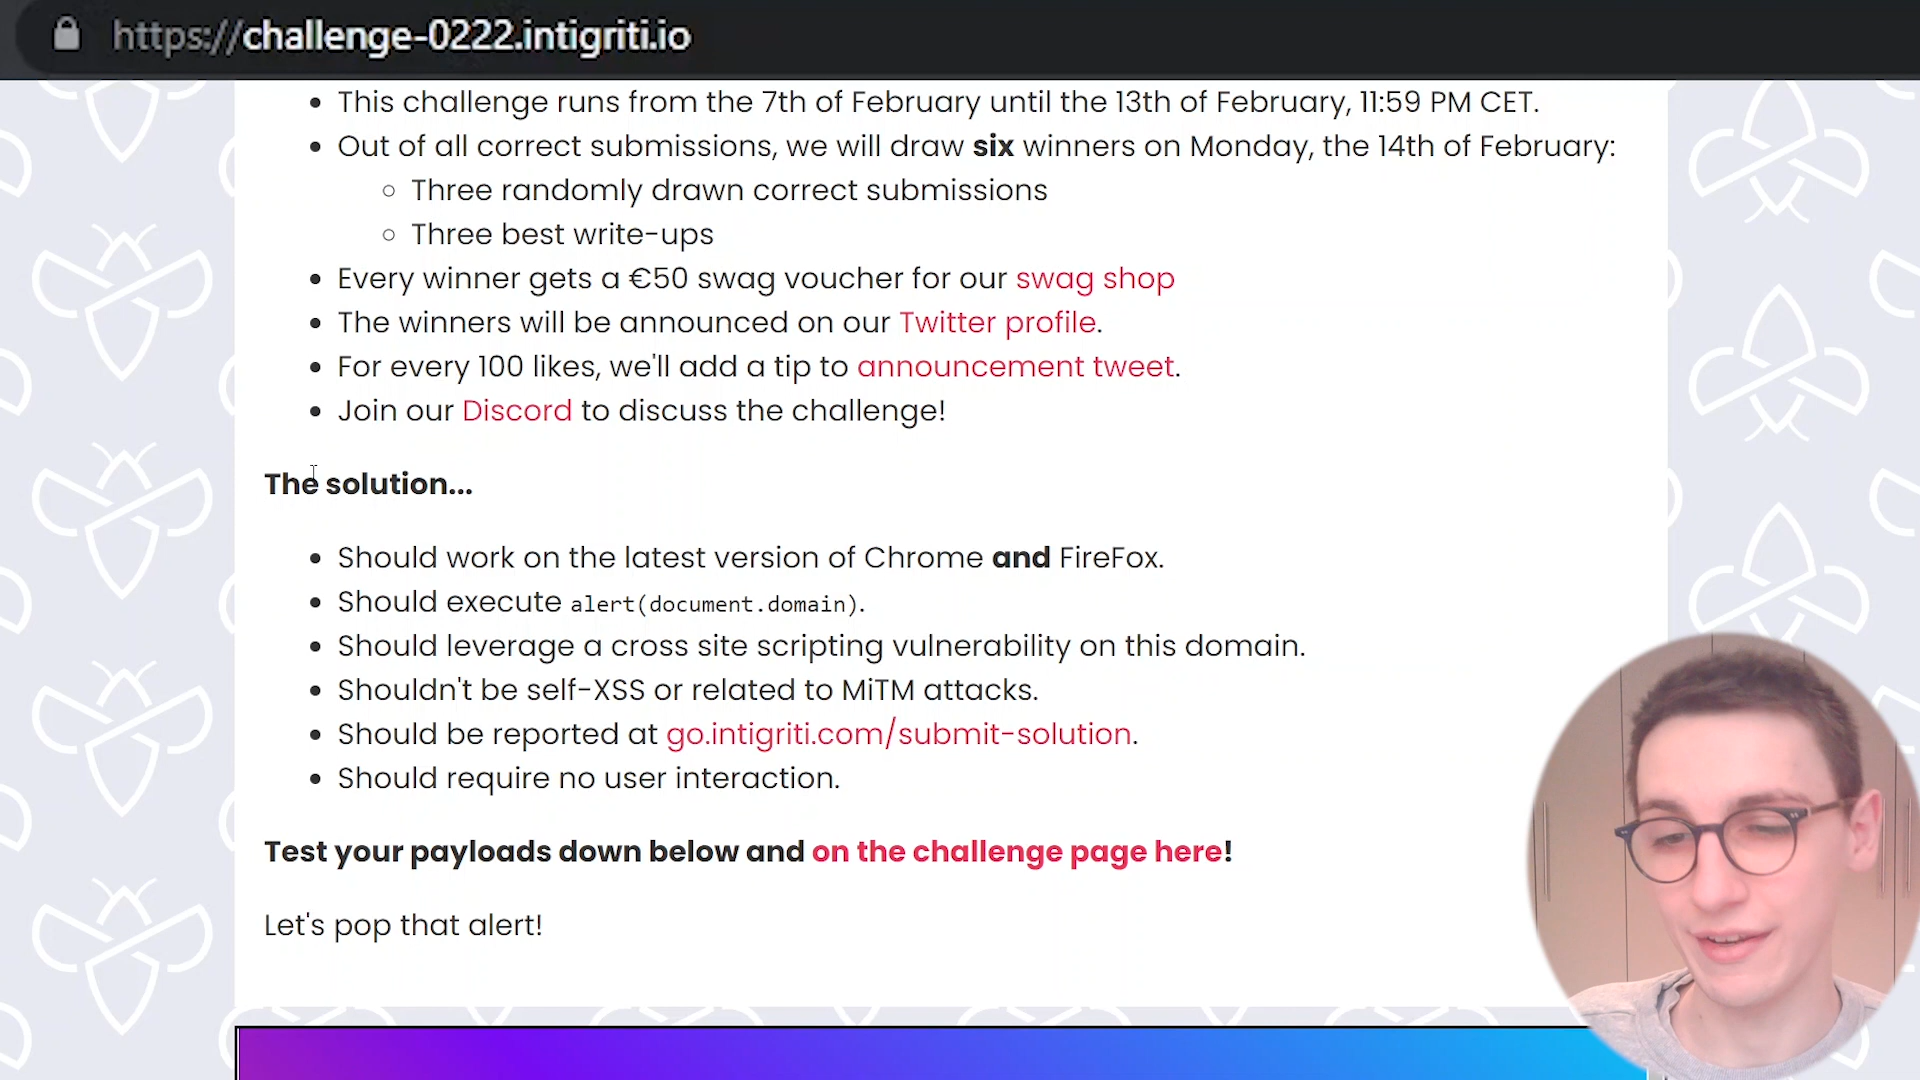 https://challenge-0222.intigriti.io
This challenge runs from the 7th of February until the 13th of February, 11:59 PM CET.
Out of all correct submissions, we will draw six winners on Monday, the 14th of February:
Three randomly drawn correct submissions
Three best write-ups
Every winner gets a €50 swag voucher for our swag shop
The winners will be announced on our Twitter profile.
For every 100 likes, we'll add a tip to announcement tweet.
Join our Discord to discuss the challenge!
The solution...
Should work on the latest version of Chrome and FireFox.
Should execute alert(document.domain).
Should leverage a cross site scripting vulnerability on this domain.
Shouldn't be self-XSS or related to MiTM attacks.
Should be reported at go.intigriti.com/submit-solution.
Should require no user interaction.
Test your payloads down below and on the challenge page here!
Let's pop that alert!